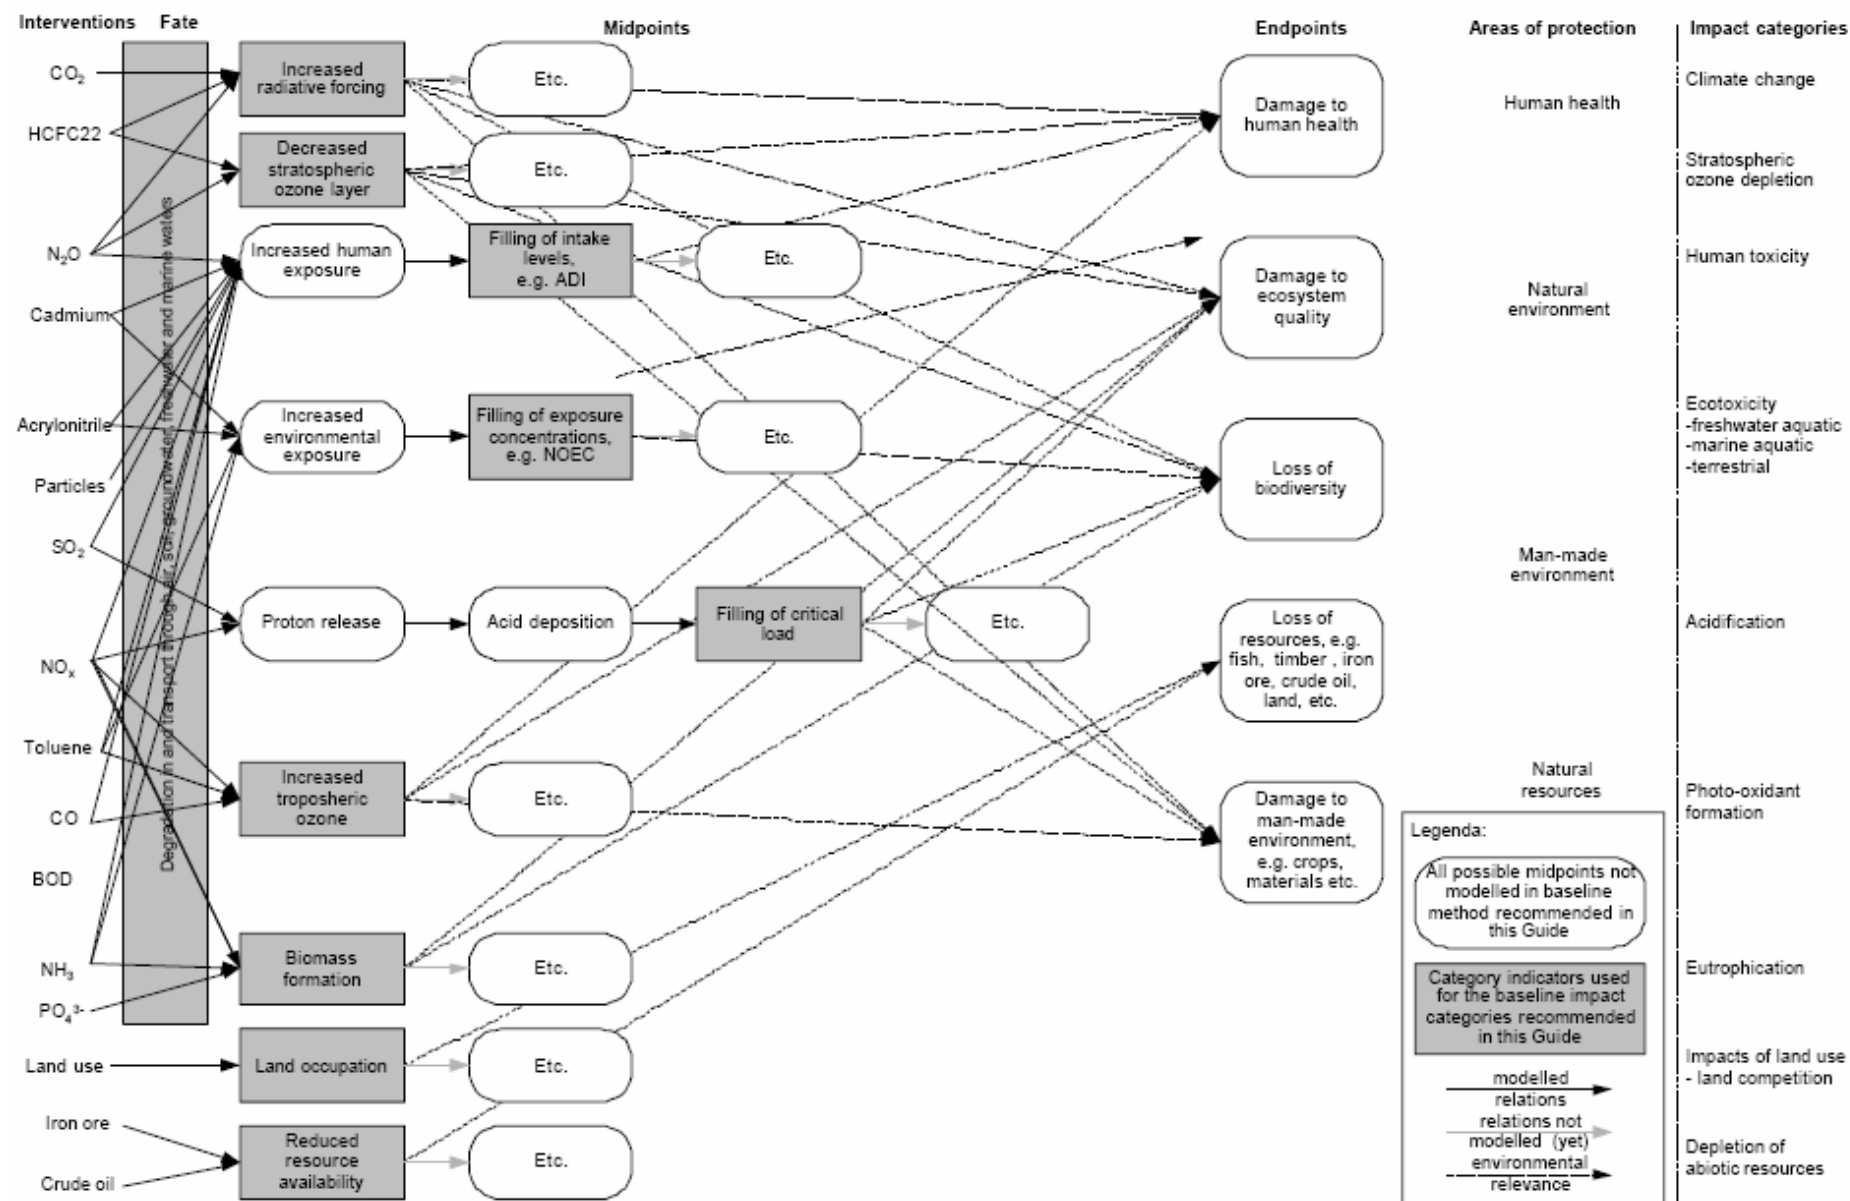 Interventions
Fate
Midpoints
Endpoints
Areas of protection
Impact categories
CO2
HCFC22
N2O
Cadmium
Acrylonitrile
Particles
SO2
NOx
Toluene
CO
BOD
NH3
PO4 3-
Land use
Iron ore
Crude oil
Degradation in and transport through air, soil, groundwater, freshwater and marine waters
Increased
radiative forcing
Etc.
Decreased
stratospheric
ozone layer
Etc.
Increased human
exposure
Filling of intake
levels,
e.g. ADI
Etc.
Increased
environmental
exposure
Filling of exposure
concentrations,
e.g. NOEC
Etc.
Proton release
Acid deposition
Filling of critical
load
Etc.
Increased
troposheric
ozone
Etc.
Biomass
formation
Etc.
Land occupation
Etc.
Reduced
resource
availability
Etc.
Damage to
human health
Damage to
ecosystem
quality
Loss of
biodiversity
Loss of
resources, e.g.
fish, timber , iron
ore, crude oil,
land, etc.
Damage to
man-made
environment,
e.g. crops,
materials etc.
Human health
Natural
environment
Man-made
environment
Natural
resources
Climate change
Stratospheric
ozone depletion
Human toxicity
Ecotoxicity
-freshwater aquatic
-marine aquatic
-terrestrial
Acidification
Photo-oxidant
formation
Eutrophication
Impacts of land use
- land competition
Depletion of
abiotic resources
Legenda:
All possible midpoints not
modelled in baseline
method recommended in
this Guide
Category indicators used
for the baseline impact
categories recommended
in this Guide
modelled
relations
relations not
modelled (yet)
environmental
relevance